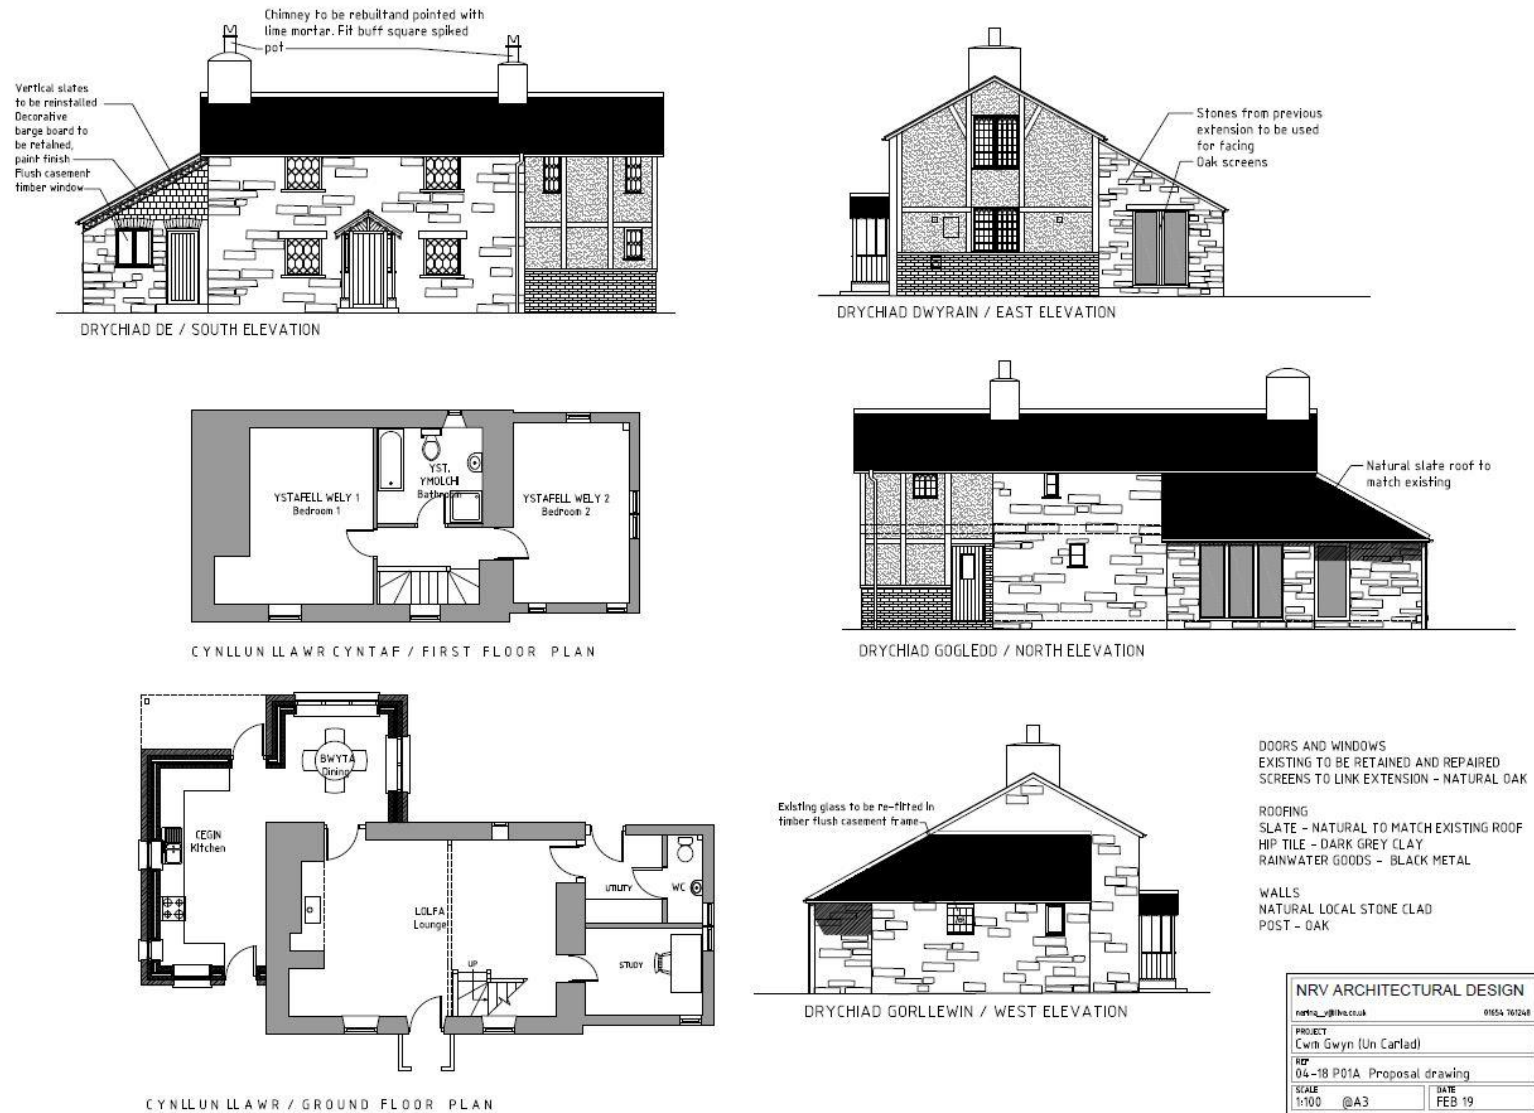 Chimney to be rebuiltand pointed with
lime mortar. Fit buff square spiked
pot
Vertical slates
to be reinstalled
Decorative
barge board to
be retained,
paint finish
Flush casement
timber window
DRYCHIAD DE / SOUTH ELEVATION
Stones from previous
extension to be used
for facing
Oak screens
DRYCHIAD DWYRAIN / EAST ELEVATION
YSTAFELL WELY 1
Bedroom 1
YST.
YMOLCHI
Bathroom
YSTAFELL WELY 2
Bedroom 2
CYNLLUN LLAWR CYNTAF / FIRST FLOOR PLAN
Natural slate roof to
match existing
DRYCHIAD GOGLEDD / NORTH ELEVATION
BWYTA
Dining
CEGIN
Kitchen
LOLFA
Lounge
UP
UTILITY
WC
STUDY
CYNLLUN LLAWR / GROUND FLOOR PLAN
Existing glass to be re-fitted in
timber flush casement frame
DRYCHIAD GORLLEWIN / WEST ELEVATION
DOORS AND WINDOWS
EXISTING TO BE RETAINED AND REPAIRED
SCREENS TO LINK EXTENSION - NATURAL OAK
ROOFING
SLATE - NATURAL TO MATCH EXISTING ROOF
HIP TILE - DARK GREY CLAY
RAINWATER GOODS - BLACK METAL
WALLS
NATURAL LOCAL STONE CLAD
POST - OAK
NRV ARCHITECTURAL DESIGN
01654 761248
PROJECT
Cwm Gwyn (Un Carlad)
REF
04-18 P01A Proposal drawing
SCALE
1:100 @A3
DATE
FEB 19